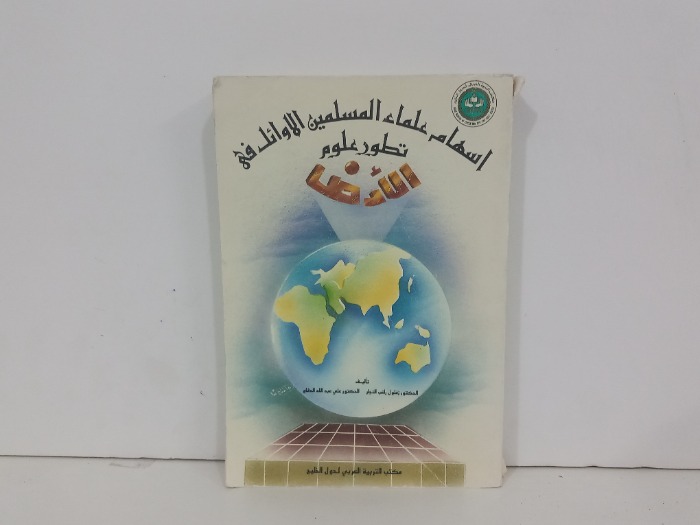 إسهام علماء المسلمين الأوائل في
تطور علوم
الأرض
تأليف
الدكتور زغلول راغب النجار الدكتور علي عبد الله الدفاع
مكتب التربية العربي لدول الخليج